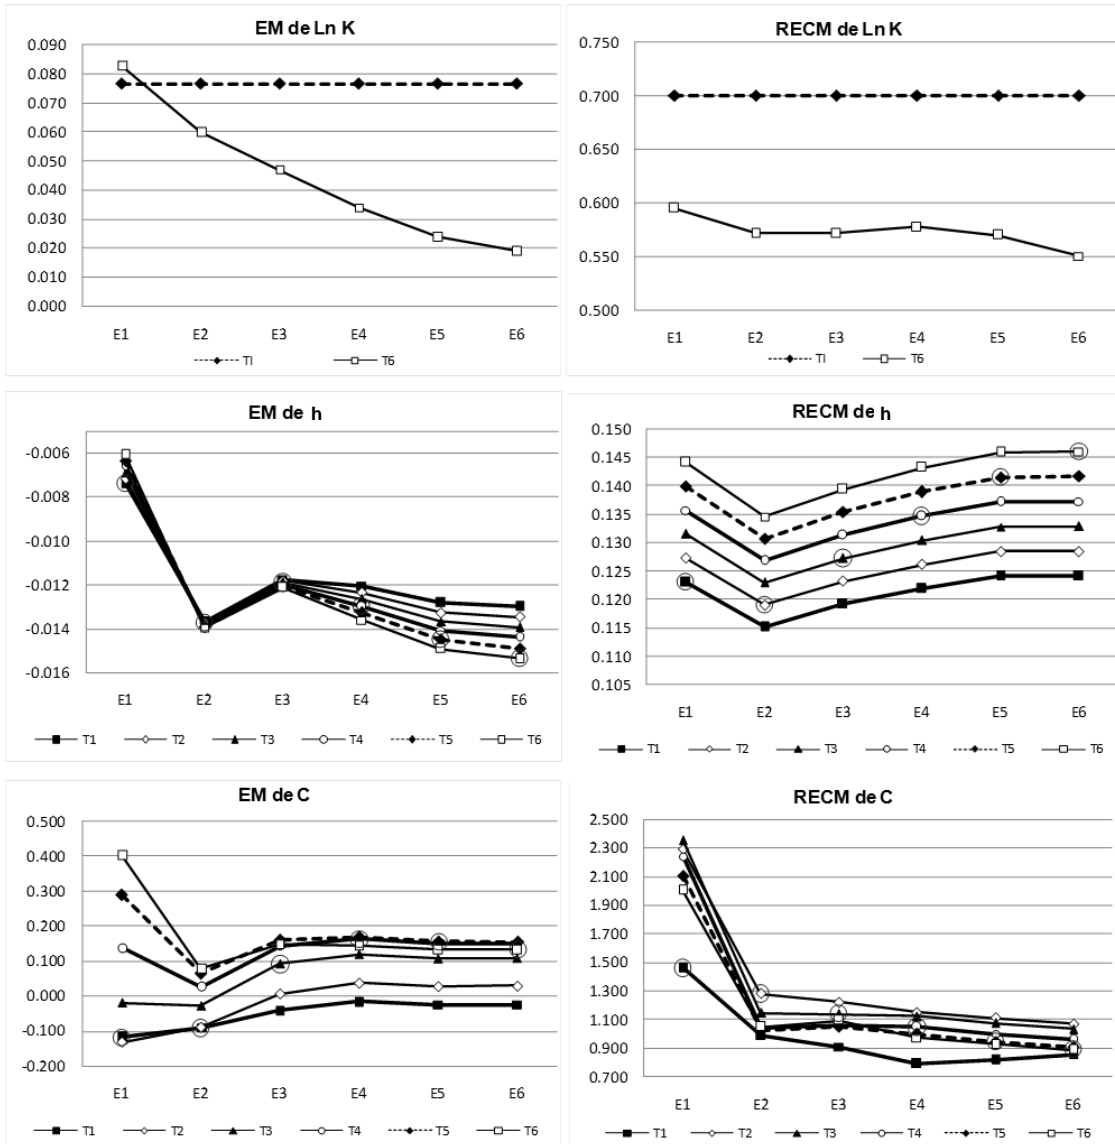 EM de Ln K
0.090
0.080
0.070
0.060
0.050
0.040
0.030
0.020
0.010
0.000
E1 E2 E3 E4 E5 E6
TI T6
RECM de Ln K
0.750
0.700
0.650
0.600
0.550
0.500
E1 E2 E3 E4 E5 E6
TI T6
EM de h
-0.006
-0.008
-0.010
-0.012
-0.014
-0.016
E1 E2 E3 E4 E5 E6
T1 T2 T3 T4 T5 T6
RECM de h
0.150
0.145
0.140
0.135
0.130
0.125
0.120
0.115
0.110
0.105
E1 E2 E3 E4 E5 E6
T1 T2 T3 T4 T5 T6
EM de C
0.500
0.400
0.300
0.200
0.100
0.000
-0.100
-0.200
E1 E2 E3 E4 E5 E6
T1 T2 T3 T4 T5 T6
RECM de C
2.500
2.300
2.100
1.900
1.700
1.500
1.300
1.100
0.900
0.700
E1 E2 E3 E4 E5 E6
T1 T2 T3 T4 T5 T6